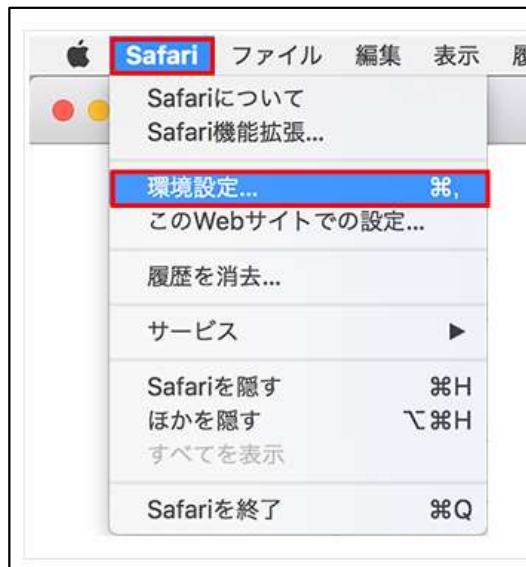 Safari ファイル 編集 表示 履
Safariについて
Safari機能拡張...
環境設定... ⌘,
このWebサイトでの設定...
履歴を消去...
サービス ▶
Safariを隠す ⌘H
ほかを隠す ⌥⌘H
すべてを表示
Safariを終了 ⌘Q